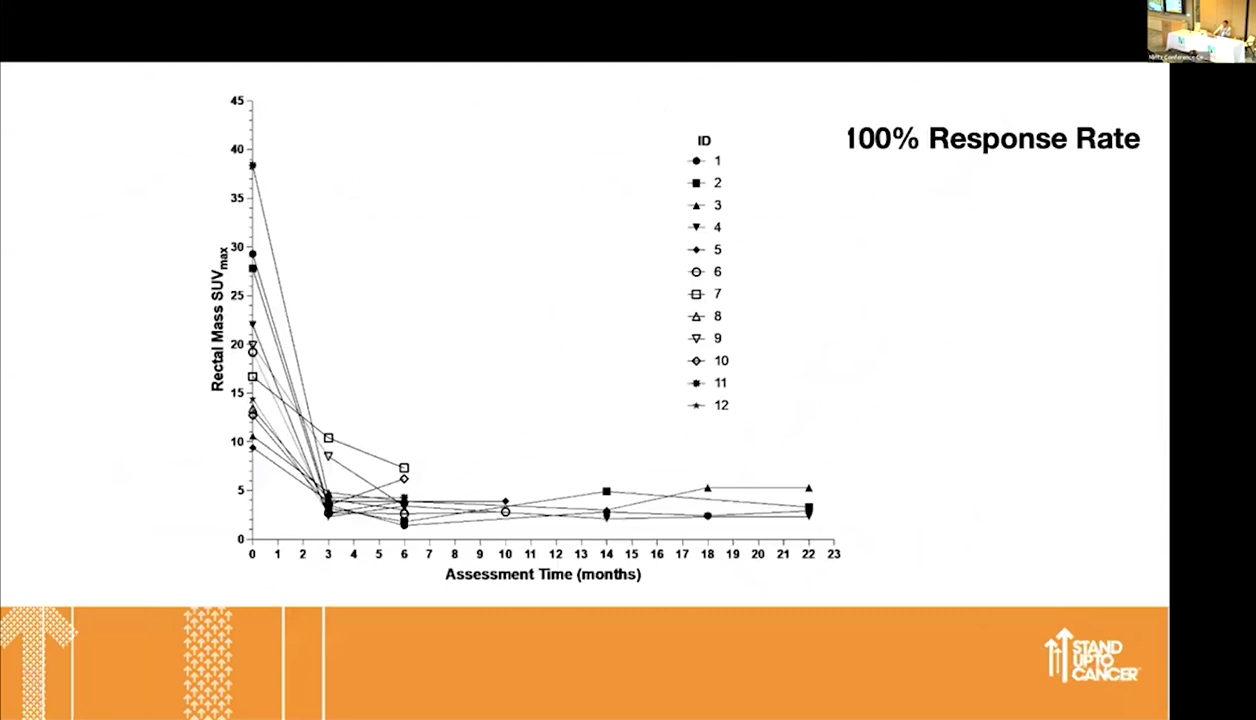 100% Response Rate
Rectal Mass SUVmax
45
40
35
30
25
20
15
10
5
0
0 1 2 3 4 5 6 7 8 9 10 11 12 13 14 15 16 17 18 19 20 21 22 23
Assessment Time (months)
ID
1
2
3
4
5
6
7
8
9
10
11
12
STAND
UP TO
CANCER